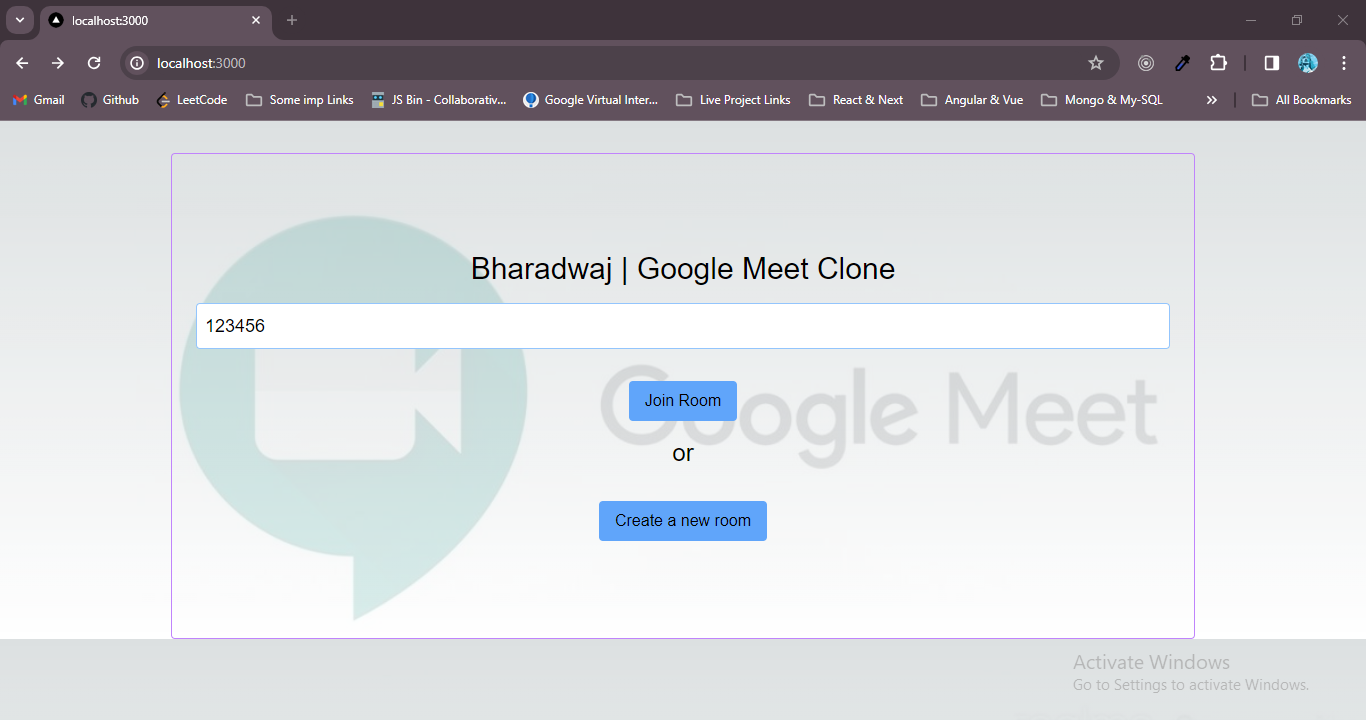 localhost:3000
localhost:3000
Gmail Github LeetCode Some imp Links JS Bin - Collaborativ... Google Virtual Inter... Live Project Links React & Next Angular & Vue Mongo & My-SQL All Bookmarks
Bharadwaj | Google Meet Clone
123456
Google Meet
Join Room
or
Create a new room
Activate Windows
Go to Settings to activate Windows.